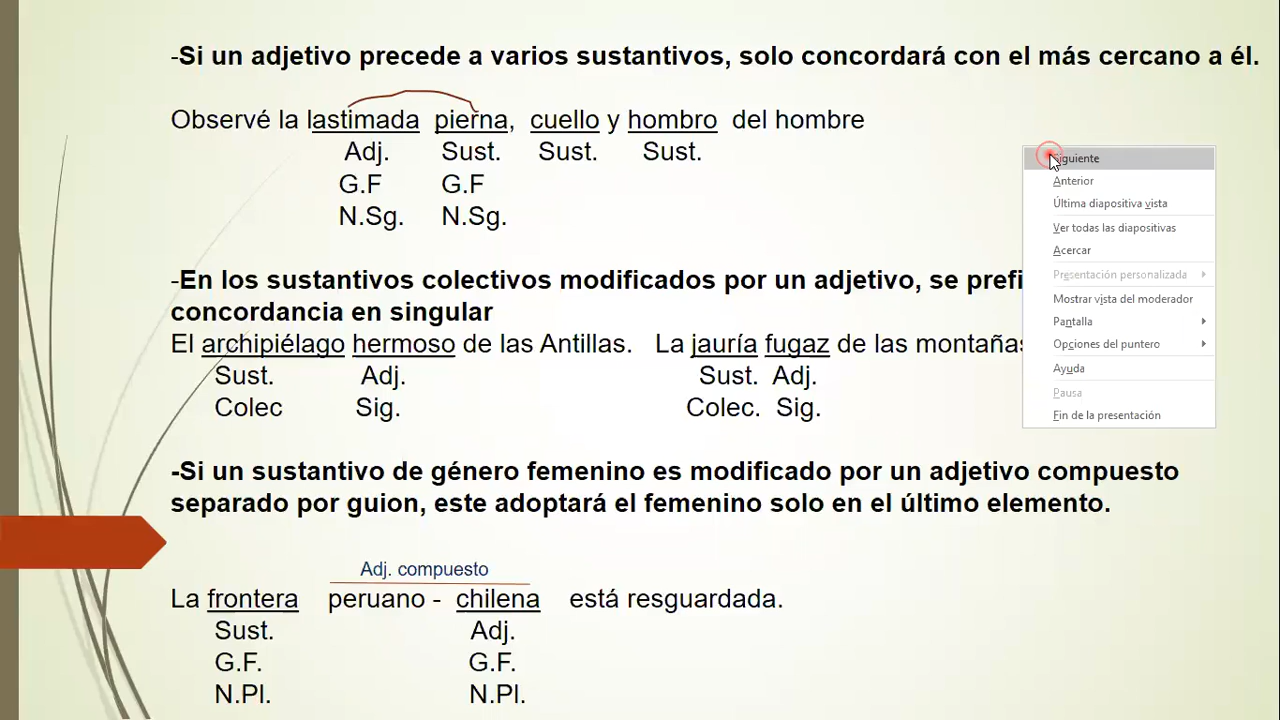 -Si un adjetivo precede a varios sustantivos, solo concordará con el más cercano a él.
Observé la lastimada pierna, cuello y hombro del hombre
Adj. Sust. Sust. Sust.
G.F G.F
N.Sg. N.Sg.
-En los sustantivos colectivos modificados por un adjetivo, se prefi
concordancia en singular
El archipiélago hermoso de las Antillas. La jauría fugaz de las montañas
Sust. Adj. Sust. Adj.
Colec Sig. Colec. Sig.
-Si un sustantivo de género femenino es modificado por un adjetivo compuesto
separado por guion, este adoptará el femenino solo en el último elemento.
Adj. compuesto
La frontera peruano - chilena está resguardada.
Sust. Adj.
G.F. G.F.
N.Pl. N.Pl.
Siguiente
Anterior
Última diapositiva vista
Ver todas las diapositivas
Acercar
Presentación personalizada
Mostrar vista del moderador
Pantalla
Opciones del puntero
Ayuda
Pausa
Fin de la presentación